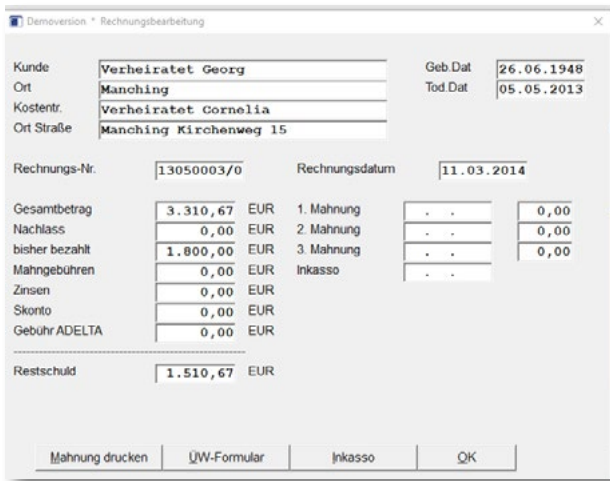 Demoversion * Rechnungsbearbeitung
Kunde Verheiratet Georg Geb.Dat 26.06.1948
Ort Manching Tod.Dat 05.05.2013
Kostentr. Verheiratet Cornelia
Ort Straße Manching Kirchenweg 15
Rechnungs-Nr. 13050003/0 Rechnungsdatum 11.03.2014
Gesamtbetrag 3.310,67 EUR 1. Mahnung . . 0,00
Nachlass 0,00 EUR 2. Mahnung . . 0,00
bisher bezahlt 1.800,00 EUR 3. Mahnung . . 0,00
Mahngebühren 0,00 EUR Inkasso . .
Zinsen 0,00 EUR
Skonto 0,00 EUR
Gebühr ADELTA 0,00 EUR
Restschuld 1.510,67 EUR
Mahnung drucken ÜW-Formular Inkasso OK